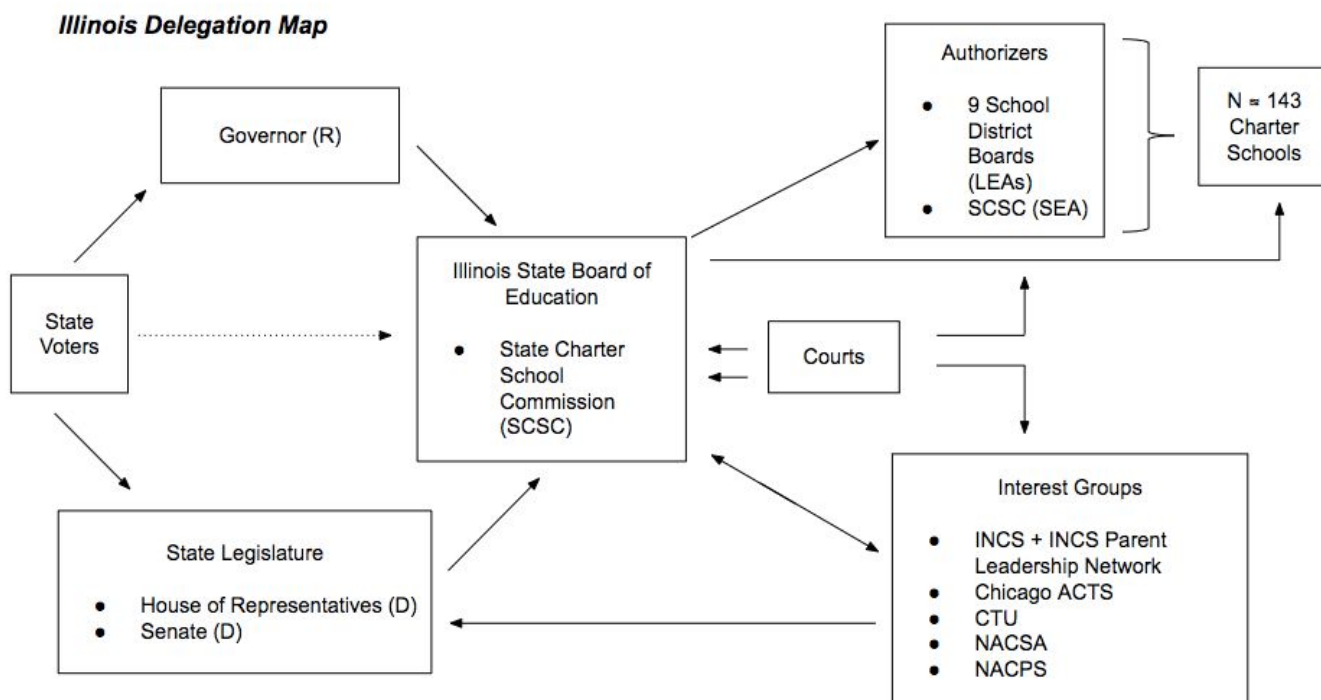 Illinois Delegation Map
Governor (R)
State
Voters
State Legislature
● House of Representatives (D)
● Senate (D)
Illinois State Board of
Education
● State Charter
School
Commission
(SCSC)
Courts
Authorizers
● 9 School
District
Boards
(LEAs)
● SCSC (SEA)
N = 143
Charter
Schools
Interest Groups
● INCS + INCS Parent
Leadership Network
● Chicago ACTS
● CTU
● NACSA
● NACPS